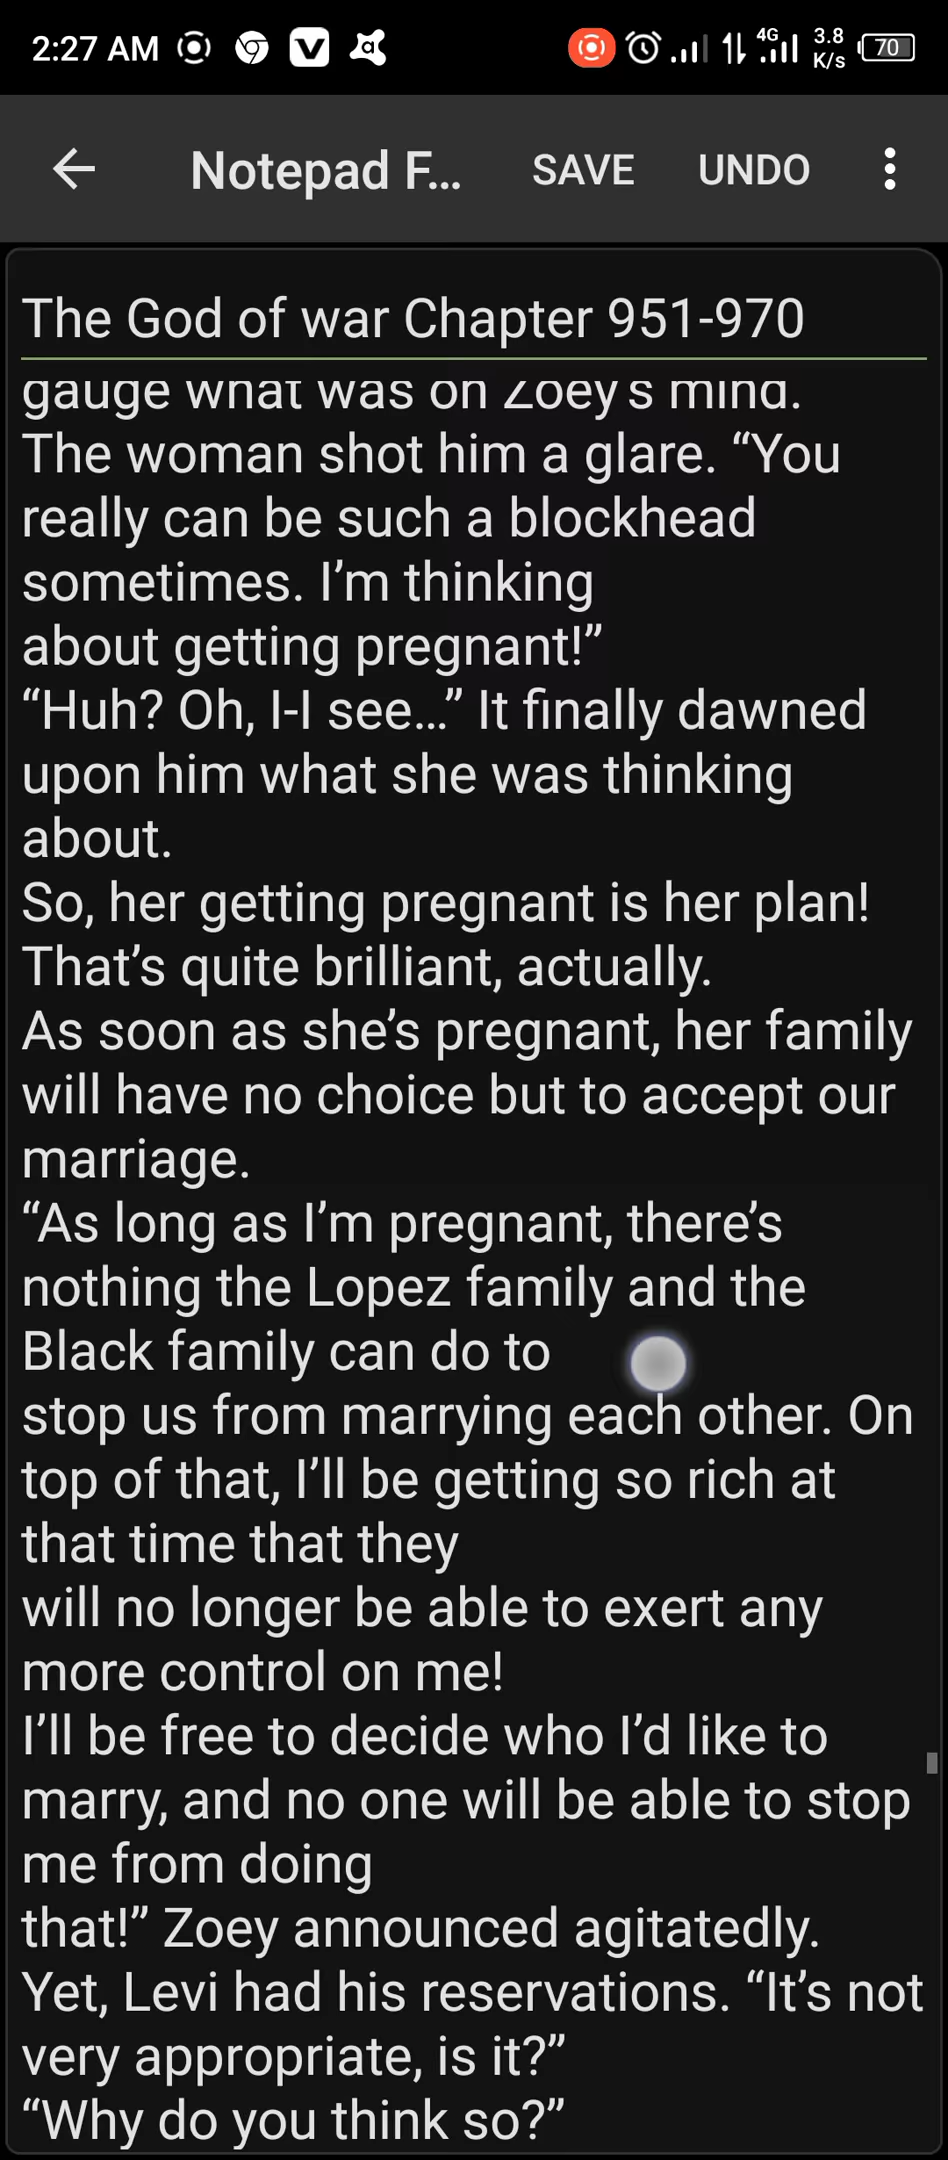 2:27 AM
4G
3.8
K/s
70
Notepad F...
SAVE
UNDO
The God of war Chapter 951-970
gauge what was on Zoey's mind.
The woman shot him a glare. “You
really can be such a blockhead
sometimes. I’m thinking
about getting pregnant!”
“Huh? Oh, I-I see...” It finally dawned
upon him what she was thinking
about.
So, her getting pregnant is her plan!
That’s quite brilliant, actually.
As soon as she’s pregnant, her family
will have no choice but to accept our
marriage.
“As long as I’m pregnant, there’s
nothing the Lopez family and the
Black family can do to
stop us from marrying each other. On
top of that, I’ll be getting so rich at
that time that they
will no longer be able to exert any
more control on me!
I’ll be free to decide who I’d like to
marry, and no one will be able to stop
me from doing
that!” Zoey announced agitatedly.
Yet, Levi had his reservations. “It’s not
very appropriate, is it?”
“Why do you think so?”